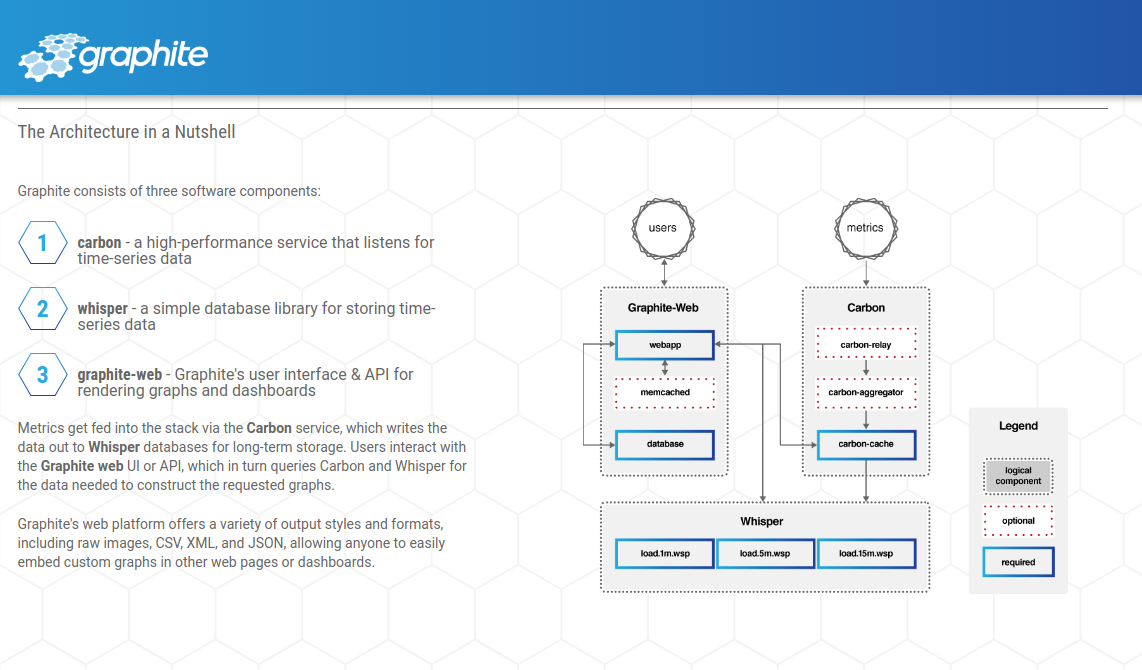 graphite
The Architecture in a Nutshell
Graphite consists of three software components:
1
carbon - a high-performance service that listens for
time-series data
2
whisper - a simple database library for storing time-
series data
3
graphite-web - Graphite's user interface & API for
rendering graphs and dashboards
Metrics get fed into the stack via the Carbon service, which writes the
data out to Whisper databases for long-term storage. Users interact with
the Graphite web UI or API, which in turn queries Carbon and Whisper for
the data needed to construct the requested graphs.
Graphite's web platform offers a variety of output styles and formats,
including raw images, CSV, XML, and JSON, allowing anyone to easily
embed custom graphs in other web pages or dashboards.
users
metrics
Graphite-Web
webapp
memcached
database
Carbon
carbon-relay
carbon-aggregator
carbon-cache
Whisper
load.1m.wsp
load.5m.wsp
load.15m.wsp
Legend
logical
component
optional
required